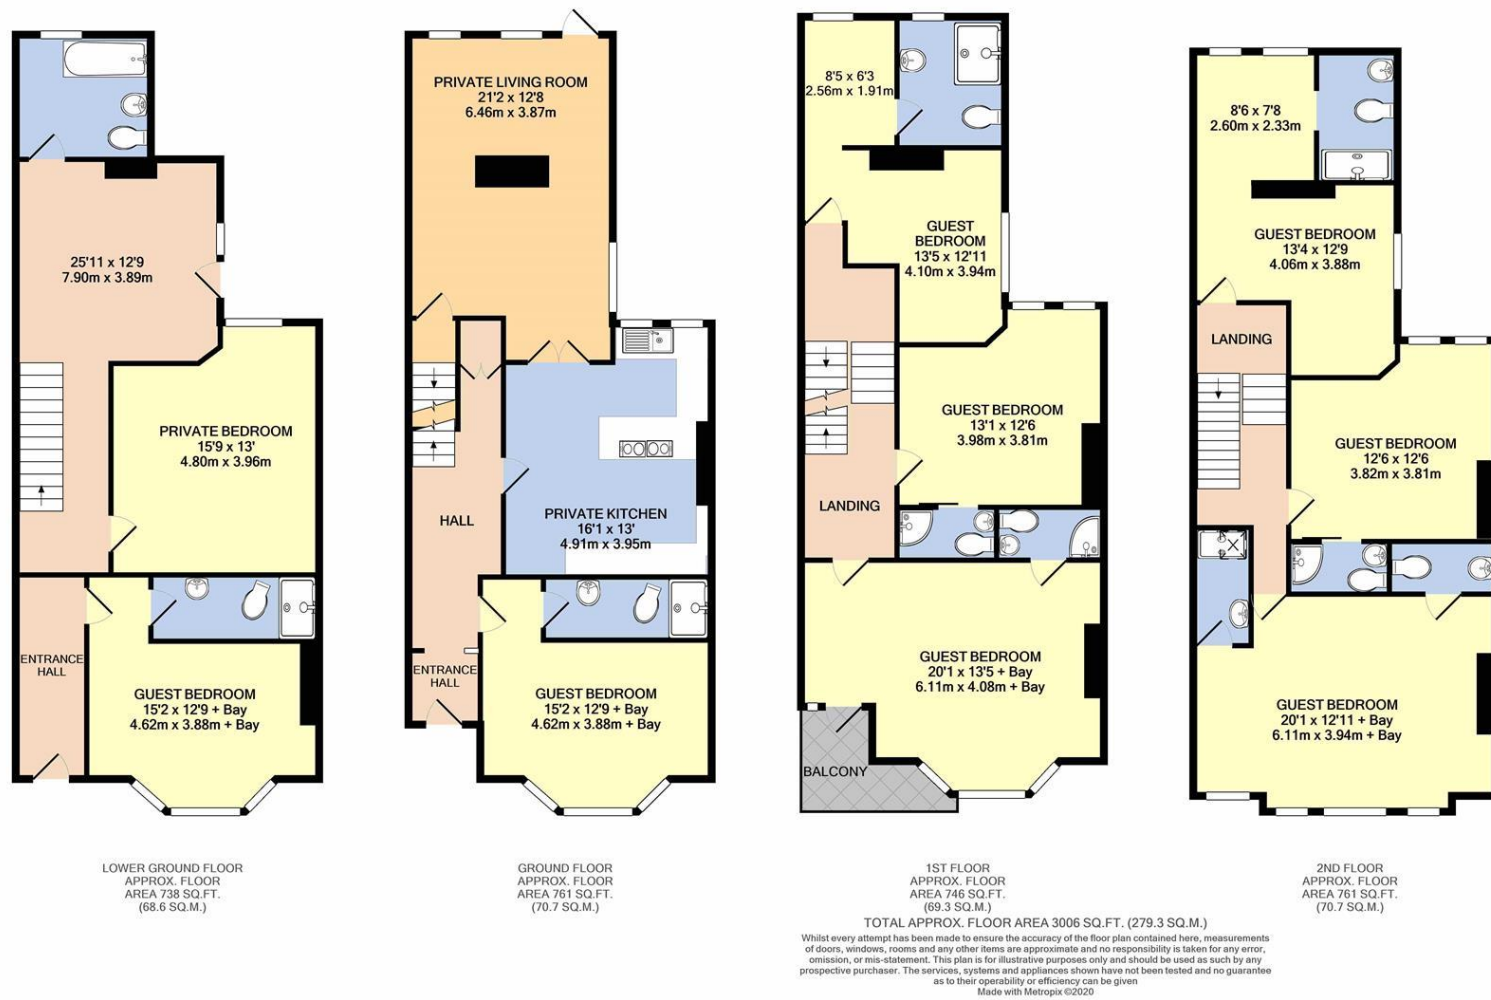 25'11 x 12'9
7.90m x 3.89m
PRIVATE BEDROOM
15'9 x 13'
4.80m x 3.96m
ENTRANCE
HALL
GUEST BEDROOM
15'2 x 12'9 + Bay
4.62m x 3.88m + Bay
LOWER GROUND FLOOR
APPROX. FLOOR
AREA 738 SQ.FT.
(68.6 SQ.M.)
PRIVATE LIVING ROOM
21'2 x 12'8
6.46m x 3.87m
HALL
PRIVATE KITCHEN
16'1 x 13'
4.91m x 3.95m
ENTRANCE
HALL
GUEST BEDROOM
15'2 x 12'9 + Bay
4.62m x 3.88m + Bay
GROUND FLOOR
APPROX. FLOOR
AREA 761 SQ.FT.
(70.7 SQ.M.)
8'5 x 6'3
2.56m x 1.91m
GUEST
BEDROOM
13'5 x 12'11
4.10m x 3.94m
GUEST BEDROOM
13'1 x 12'6
3.98m x 3.81m
LANDING
GUEST BEDROOM
20'1 x 13'5 + Bay
6.11m x 4.08m + Bay
BALCONY
1ST FLOOR
APPROX. FLOOR
AREA 746 SQ.FT.
(69.3 SQ.M.)
8'6 x 7'8
2.60m x 2.33m
GUEST BEDROOM
13'4 x 12'9
4.06m x 3.88m
LANDING
GUEST BEDROOM
12'6 x 12'6
3.82m x 3.81m
GUEST BEDROOM
20'1 x 12'11 + Bay
6.11m x 3.94m + Bay
2ND FLOOR
APPROX. FLOOR
AREA 761 SQ.FT.
(70.7 SQ.M.)
TOTAL APPROX. FLOOR AREA 3006 SQ.FT. (279.3 SQ.M.)
Whilst every attempt has been made to ensure the accuracy of the floor plan contained here, measurements
of doors, windows, rooms and any other items are approximate and no responsibility is taken for any error,
omission, or mis-statement. This plan is for illustrative purposes only and should be used as such by any
prospective purchaser. The services, systems and appliances shown have not been tested and no guarantee
as to their operability or efficiency can be given
Made with Metropix ©2020